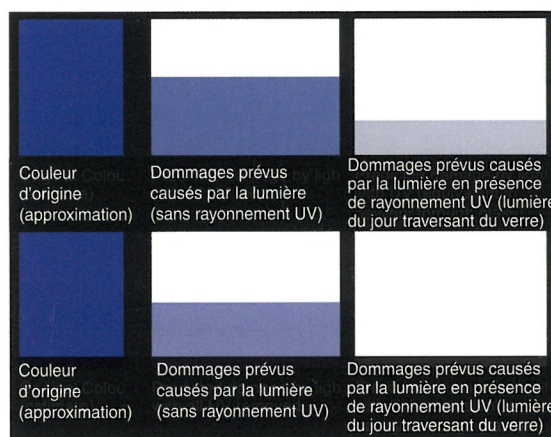 Couleur
d'origine
(approximation)
Dommages prévus
causés par la lumière
(sans rayonnement UV)
Dommages prévus causés
par la lumière en présence
de rayonnement UV (lumière
du jour traversant du verre)
Couleur
d'origine
(approximation)
Dommages prévus
causés par la lumière
(sans rayonnement UV)
Dommages prévus causés
par la lumière en présence
de rayonnement UV (lumière
du jour traversant du verre)